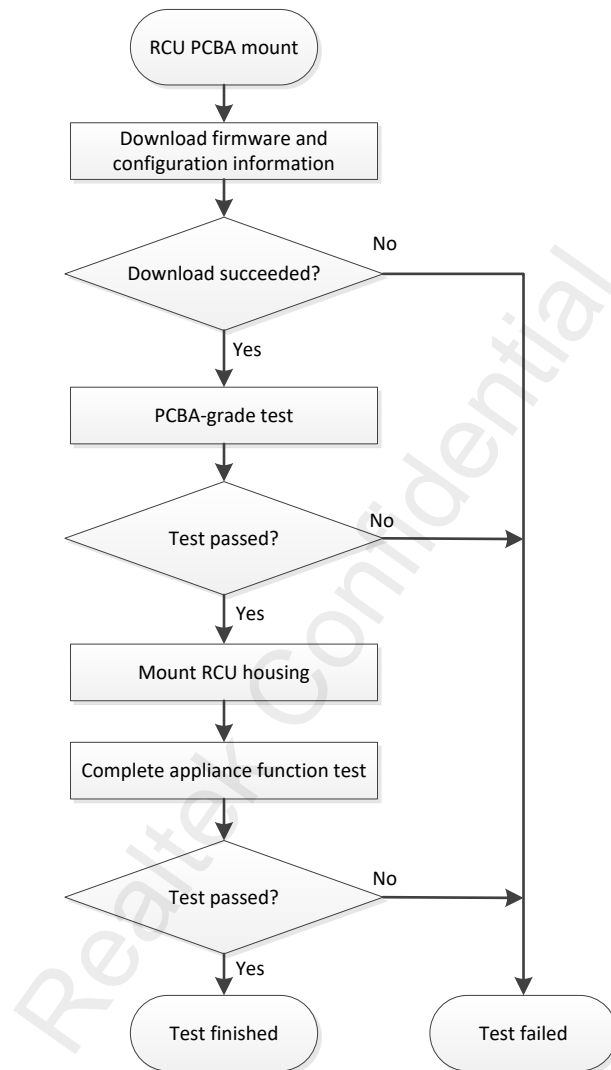 RCU PCBA mount
Download firmware and
configuration information
No
Download succeeded?
Yes
PCBA-grade test
No
Test passed?
Yes
Mount RCU housing
Complete appliance function test
No
Test passed?
Yes
Test finished
Test failed
Realtek Confidential